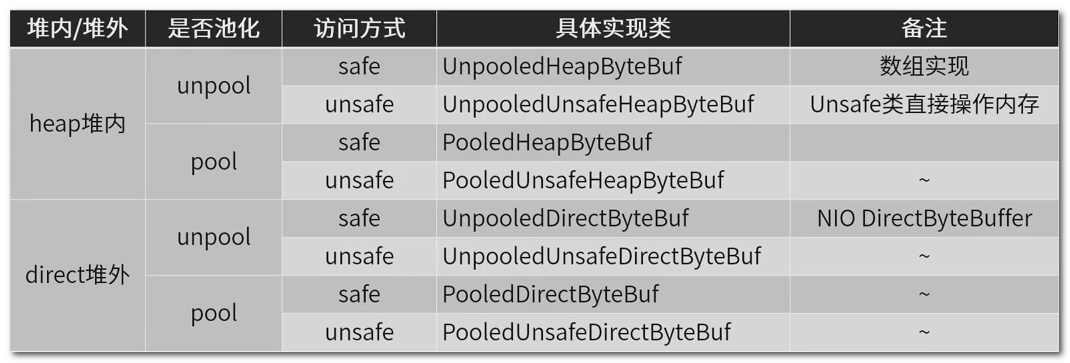 堆内/堆外 是否池化 访问方式 具体实现类 备注
heap堆内 unpool safe UnpooledHeapByteBuf 数组实现
unsafe UnpooledUnsafeHeapByteBuf Unsafe类直接操作内存
pool safe PooledHeapByteBuf
unsafe PooledUnsafeHeapByteBuf ~
direct堆外 unpool safe UnpooledDirectByteBuf NIO DirectByteBuffer
unsafe UnpooledUnsafeDirectByteBuf ~
pool safe PooledDirectByteBuf ~
unsafe PooledUnsafeDirectByteBuf ~